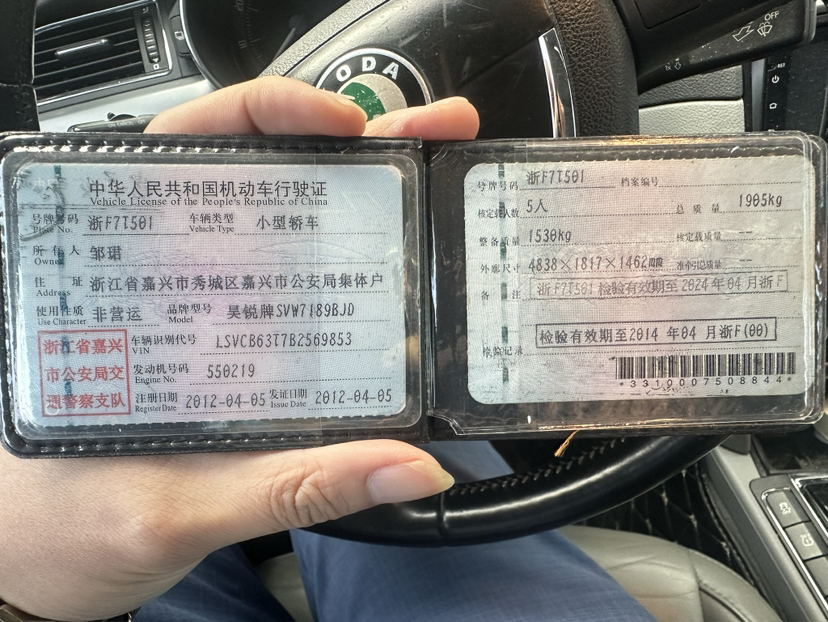 ODA
OFF
中华人民共和国机动车行驶证
Vehicle License of the People's Republic of China
号牌号码 浙F7T501 车辆类型 小型轿车
Plate No. Vehicle Type
所有人 邹珺
Owner
住址 浙江省嘉兴市秀城区嘉兴市公安局集体户
Address
使用性质 非营运 品牌型号 昊锐牌SVW7189BJD
Use Character Model
浙江省嘉兴
市公安局交
通警察支队
车辆识别代号 LSVCB63T7B2569853
VIN
发动机号码 550219
Engine No.
注册日期 2012-04-05 发证日期 2012-04-05
Register Date Issue Date
号牌号码 浙F7T501 档案编号
核定载人数 5人 总质量 1905kg
整备质量 1530kg 核定载质量 --
外廓尺寸 4838×1817×1462mm 准牵引总质量 --
备注 浙F7T501 检验有效期至2024年04月浙F
检验有效期至2014年04月浙F(00)
检验记录
*3310007508844*